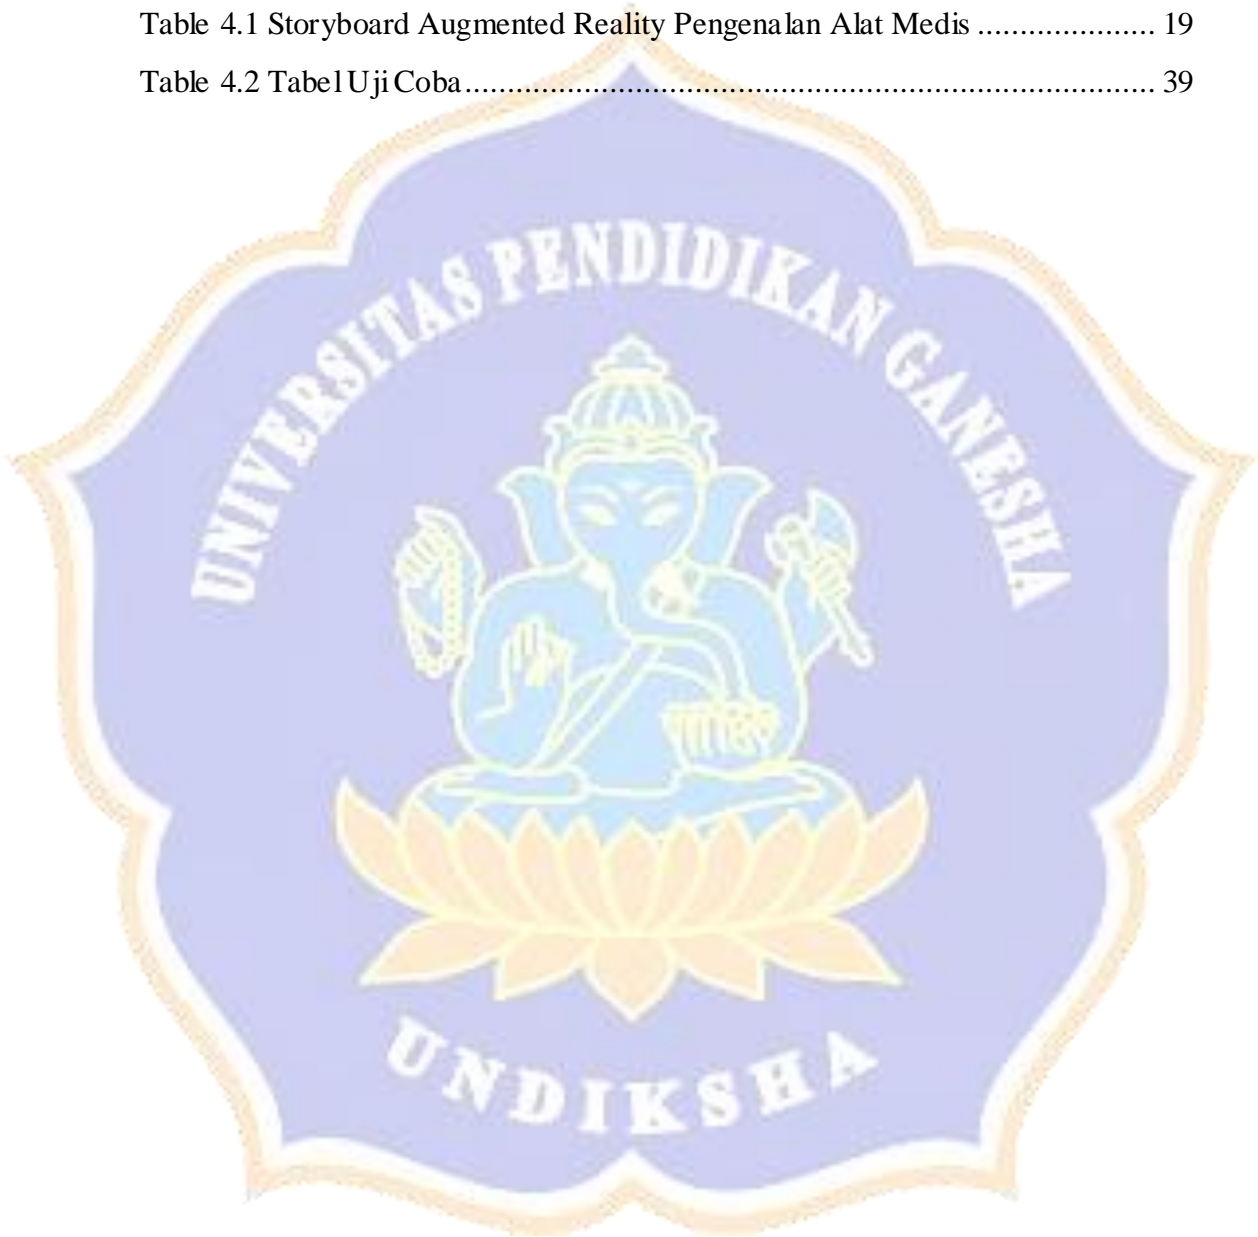 Table 4.1 Storyboard Augmented Reality Pengenalan Alat Medis .................... 19
Table 4.2 Tabel Uji Coba.............................................................................. 39
UNIVERSITAS PENDIDIKAN GANESHA
UNDIKSHA